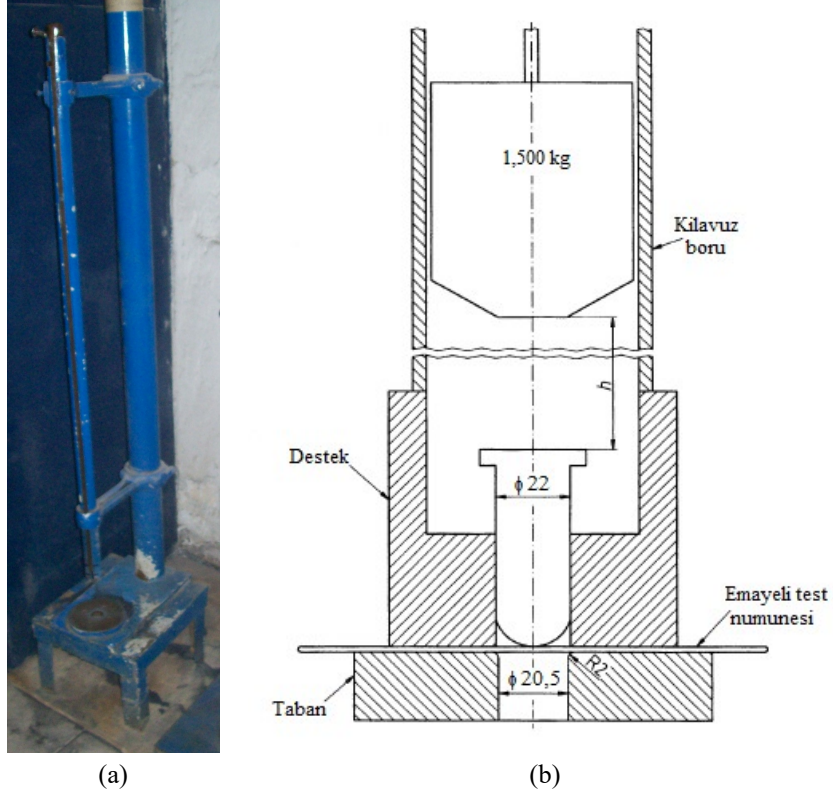 1,500 kg
Kilavuz
boru
h
Destek
ϕ 22
Emayeli test
numunesi
R2
ϕ 20,5
Taban
(a)
(b)